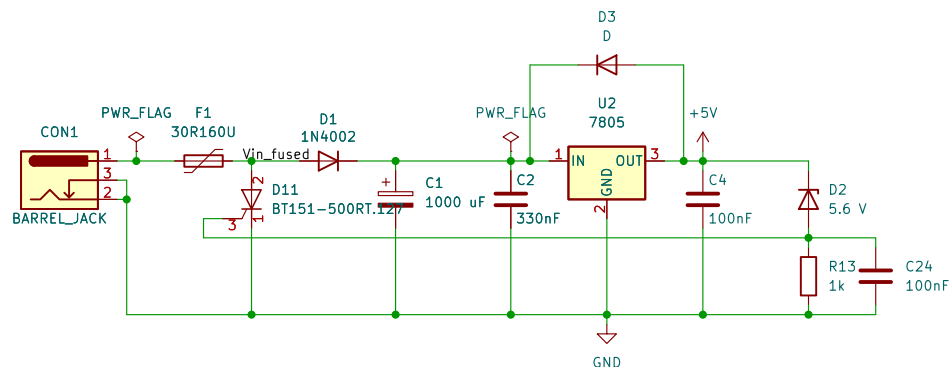 D3
D
PWR_FLAG
F1
30R160U
CON1
D1
1N4002
PWR_FLAG
U2
7805
+5V
Vin_fused
1
3
2
BARREL_JACK
2
D11
BT151-500RT.127
3
1
+
C1
1000 uF
C2
330nF
1
IN
OUT
3
GND
2
C4
100nF
D2
5.6 V
R13
1k
C24
100nF
GND